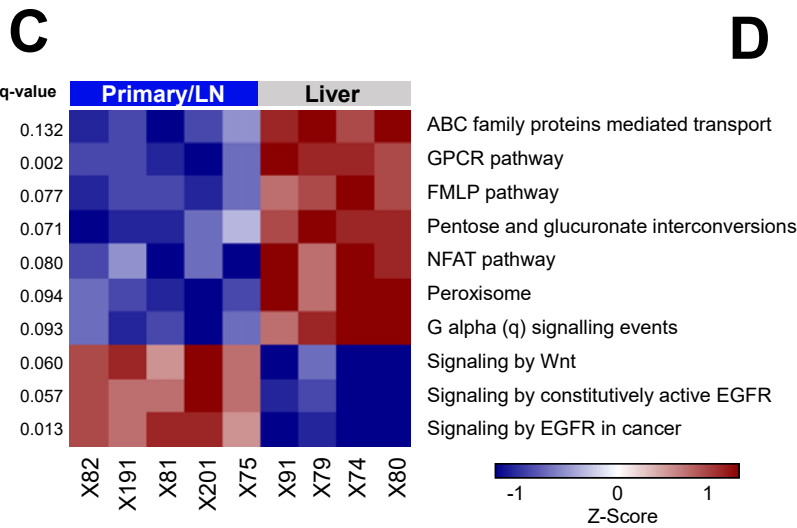 C
D
q-value
Primary/LN
Liver
0.132 ABC family proteins mediated transport
0.002 GPCR pathway
0.077 FMLP pathway
0.071 Pentose and glucuronate interconversions
0.080 NFAT pathway
0.094 Peroxisome
0.093 G alpha (q) signalling events
0.060 Signaling by Wnt
0.057 Signaling by constitutively active EGFR
0.013 Signaling by EGFR in cancer
X82 X191 X81 X201 X75 X91 X79 X74 X80
-1 0 1
Z-Score